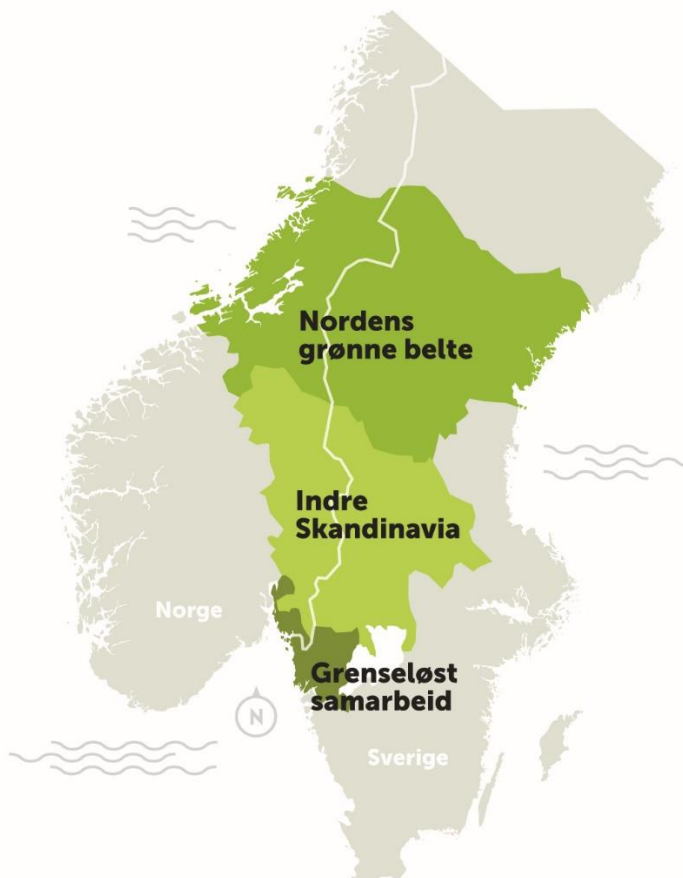 Nordens
grønne belte
Indre
Skandinavia
Norge
Grenseløst
samarbeid
N
Sverige